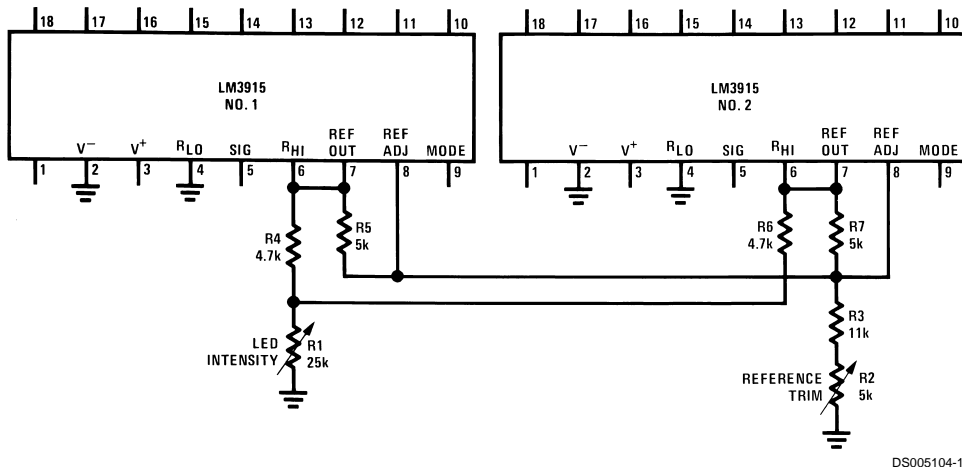 18 17 16 15 14 13 12 11 10
LM3915
NO. 1
V− V+ RLO SIG RHI REF OUT REF ADJ MODE
1 2 3 4 5 6 7 8 9
18 17 16 15 14 13 12 11 10
LM3915
NO. 2
V− V+ RLO SIG RHI REF OUT REF ADJ MODE
1 2 3 4 5 6 7 8 9
R4
4.7k
R5
5k
R6
4.7k
R7
5k
LED
INTENSITY
R1
25k
R3
11k
REFERENCE
TRIM
R2
5k
DS005104-1